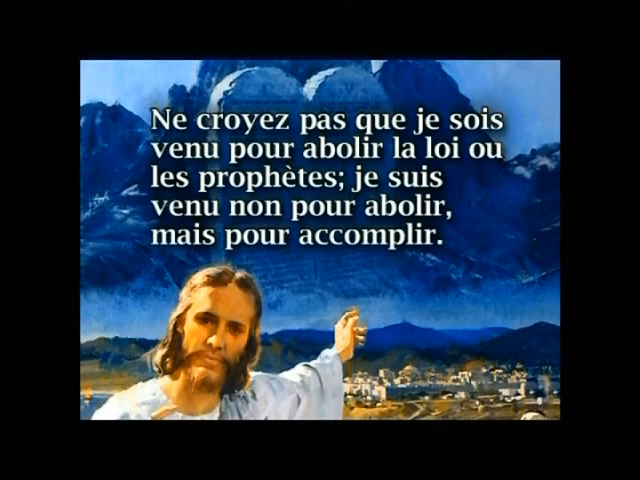 Ne croyez pas que je sois
venu pour abolir la loi ou
les prophètes; je suis
venu non pour abolir,
mais pour accomplir.